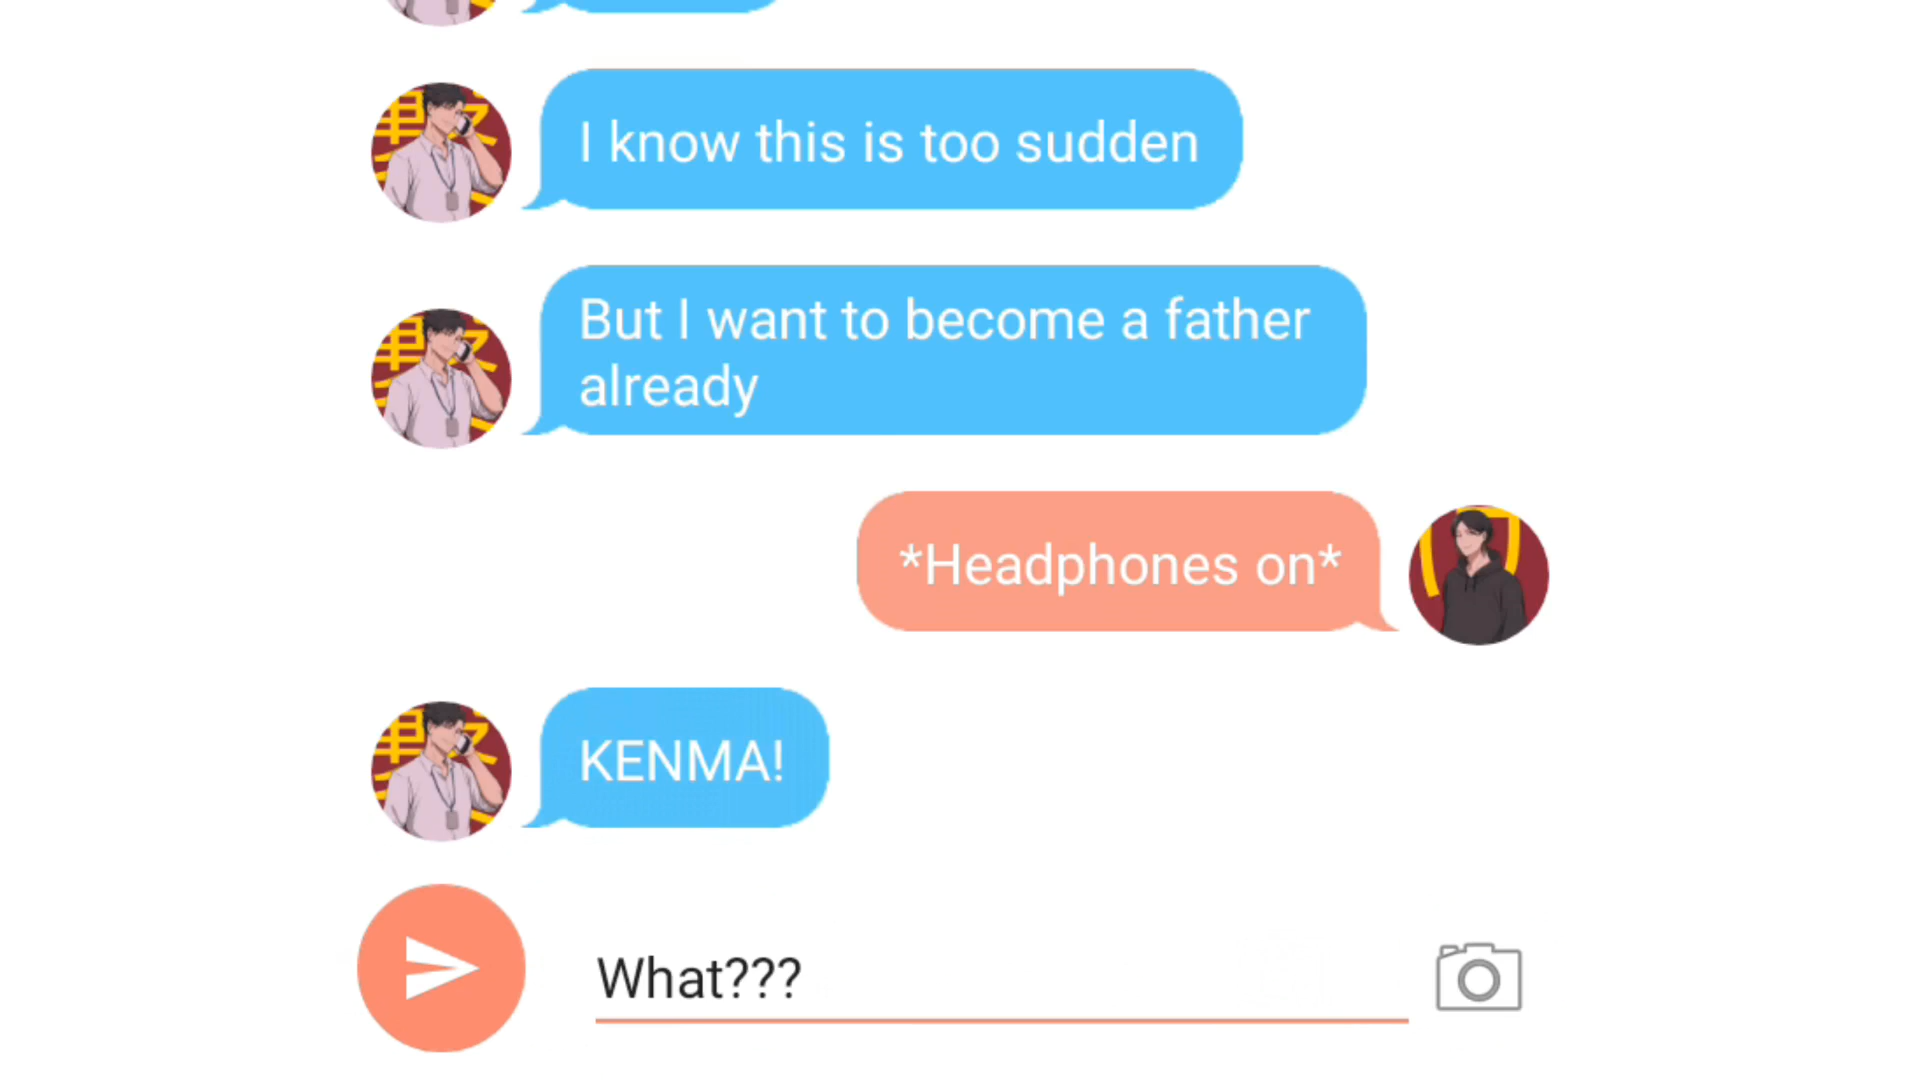 I know this is too sudden
But I want to become a father
already
*Headphones on*
KENMA!
What???